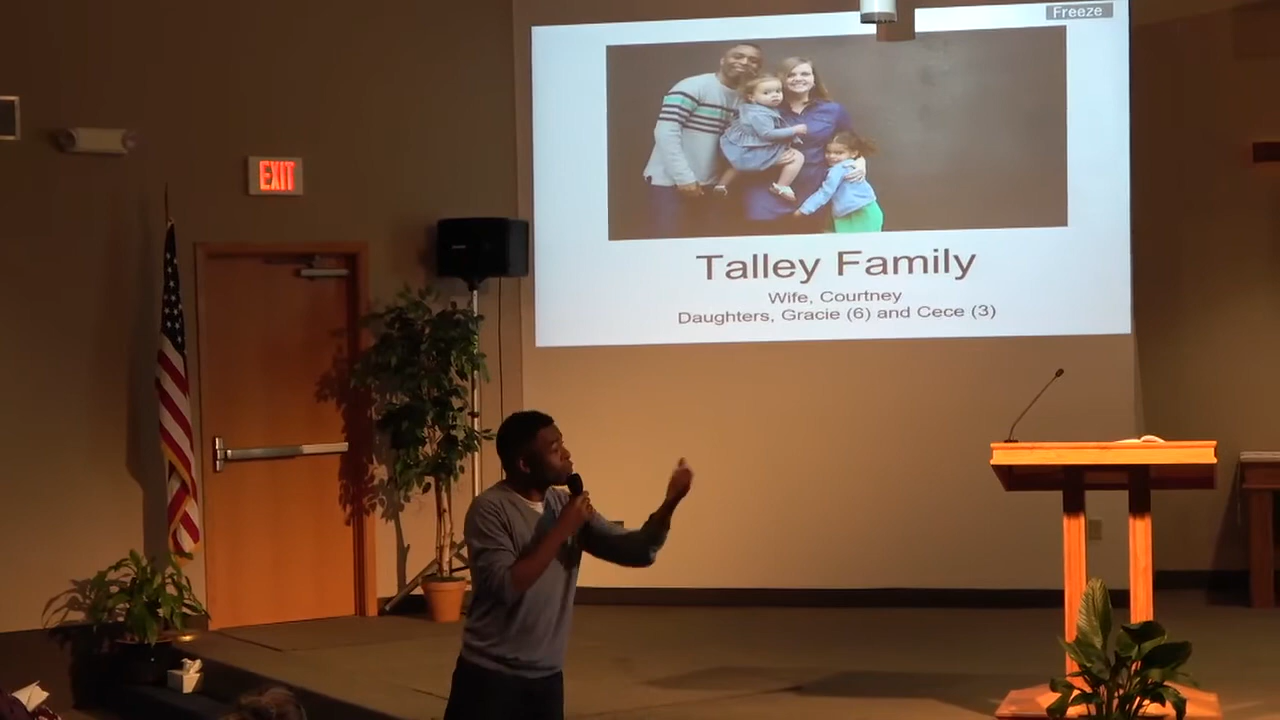 Freeze
EXIT
Talley Family
Wife, Courtney
Daughters, Gracie (6) and Cece (3)